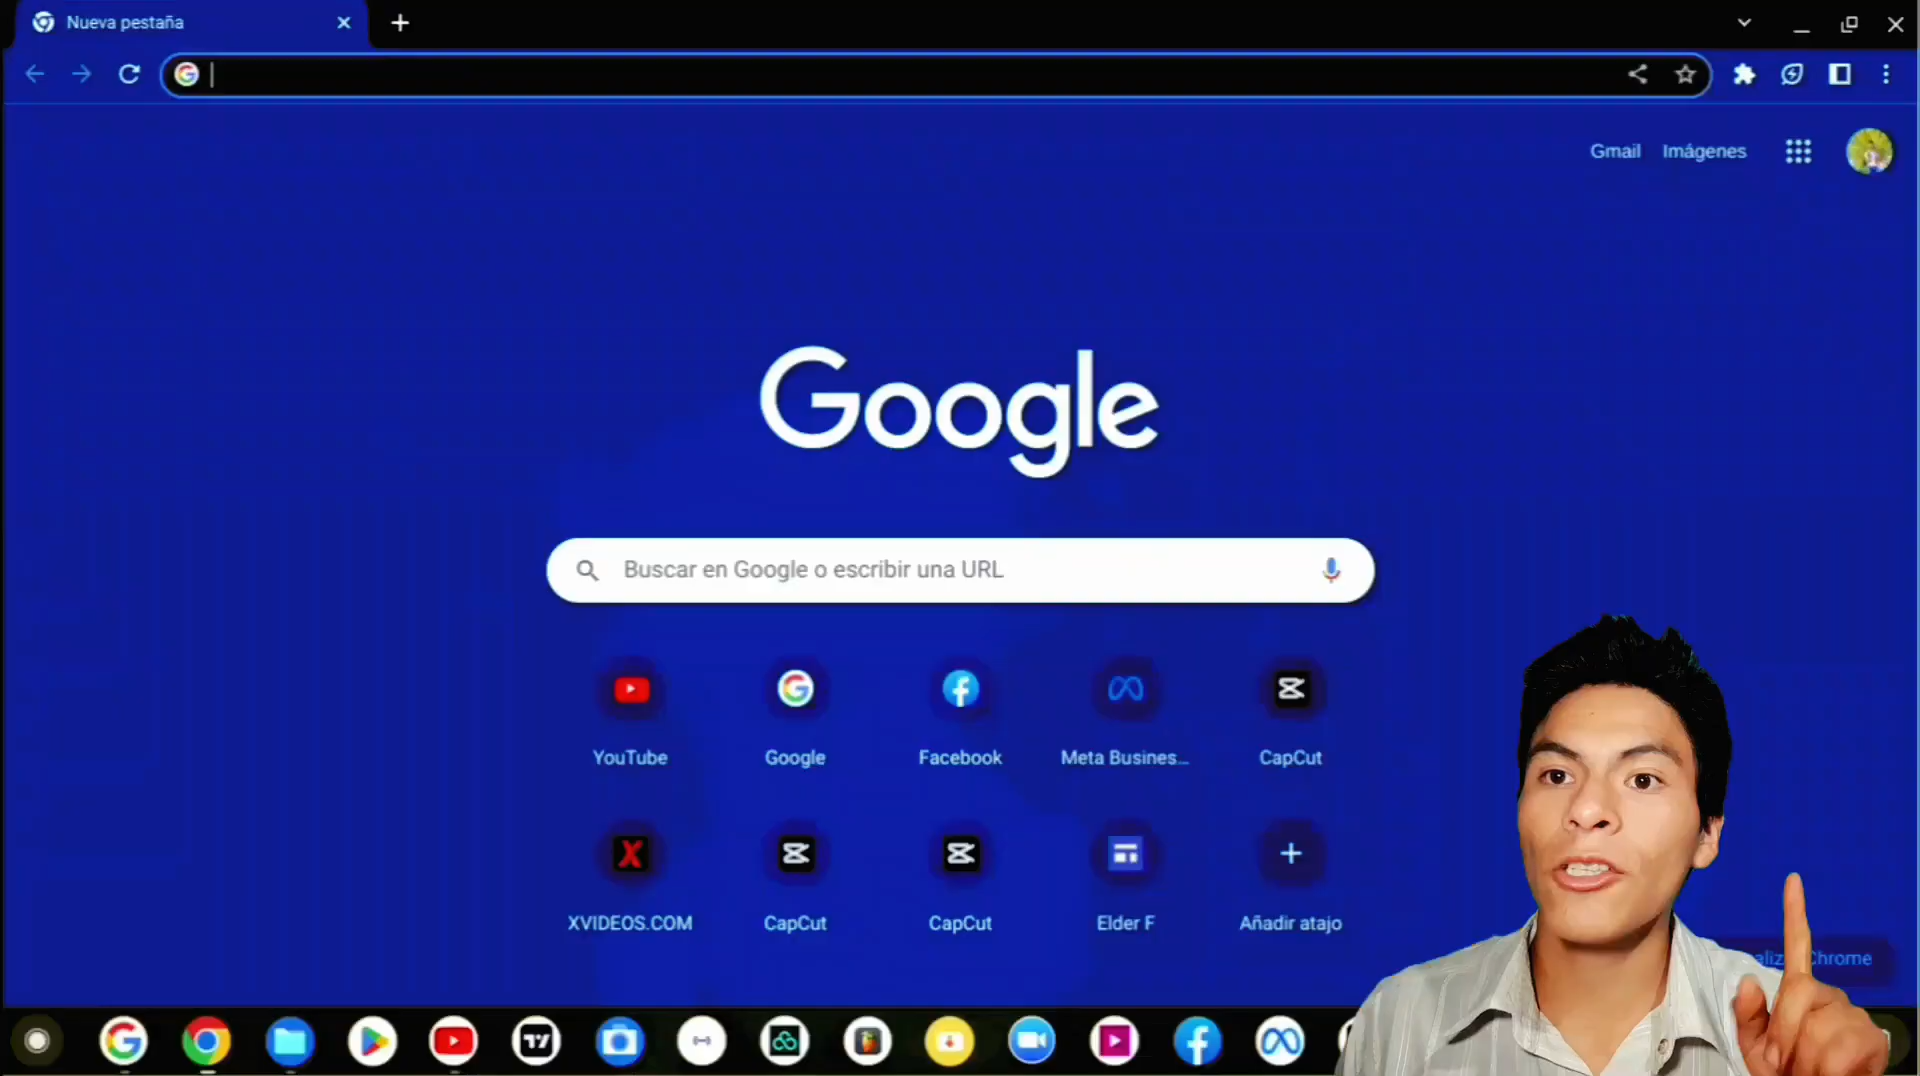 Nueva pestaña
Gmail Imágenes
Google
Buscar en Google o escribir una URL
YouTube Google Facebook Meta Busines... CapCut
XVIDEOS.COM CapCut CapCut Elder F Añadir atajo
Chrome